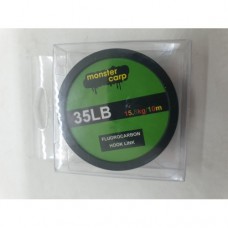 monster
carp
35LB
15,9kg/10m
FLUOROCARBON
HOOK LINK